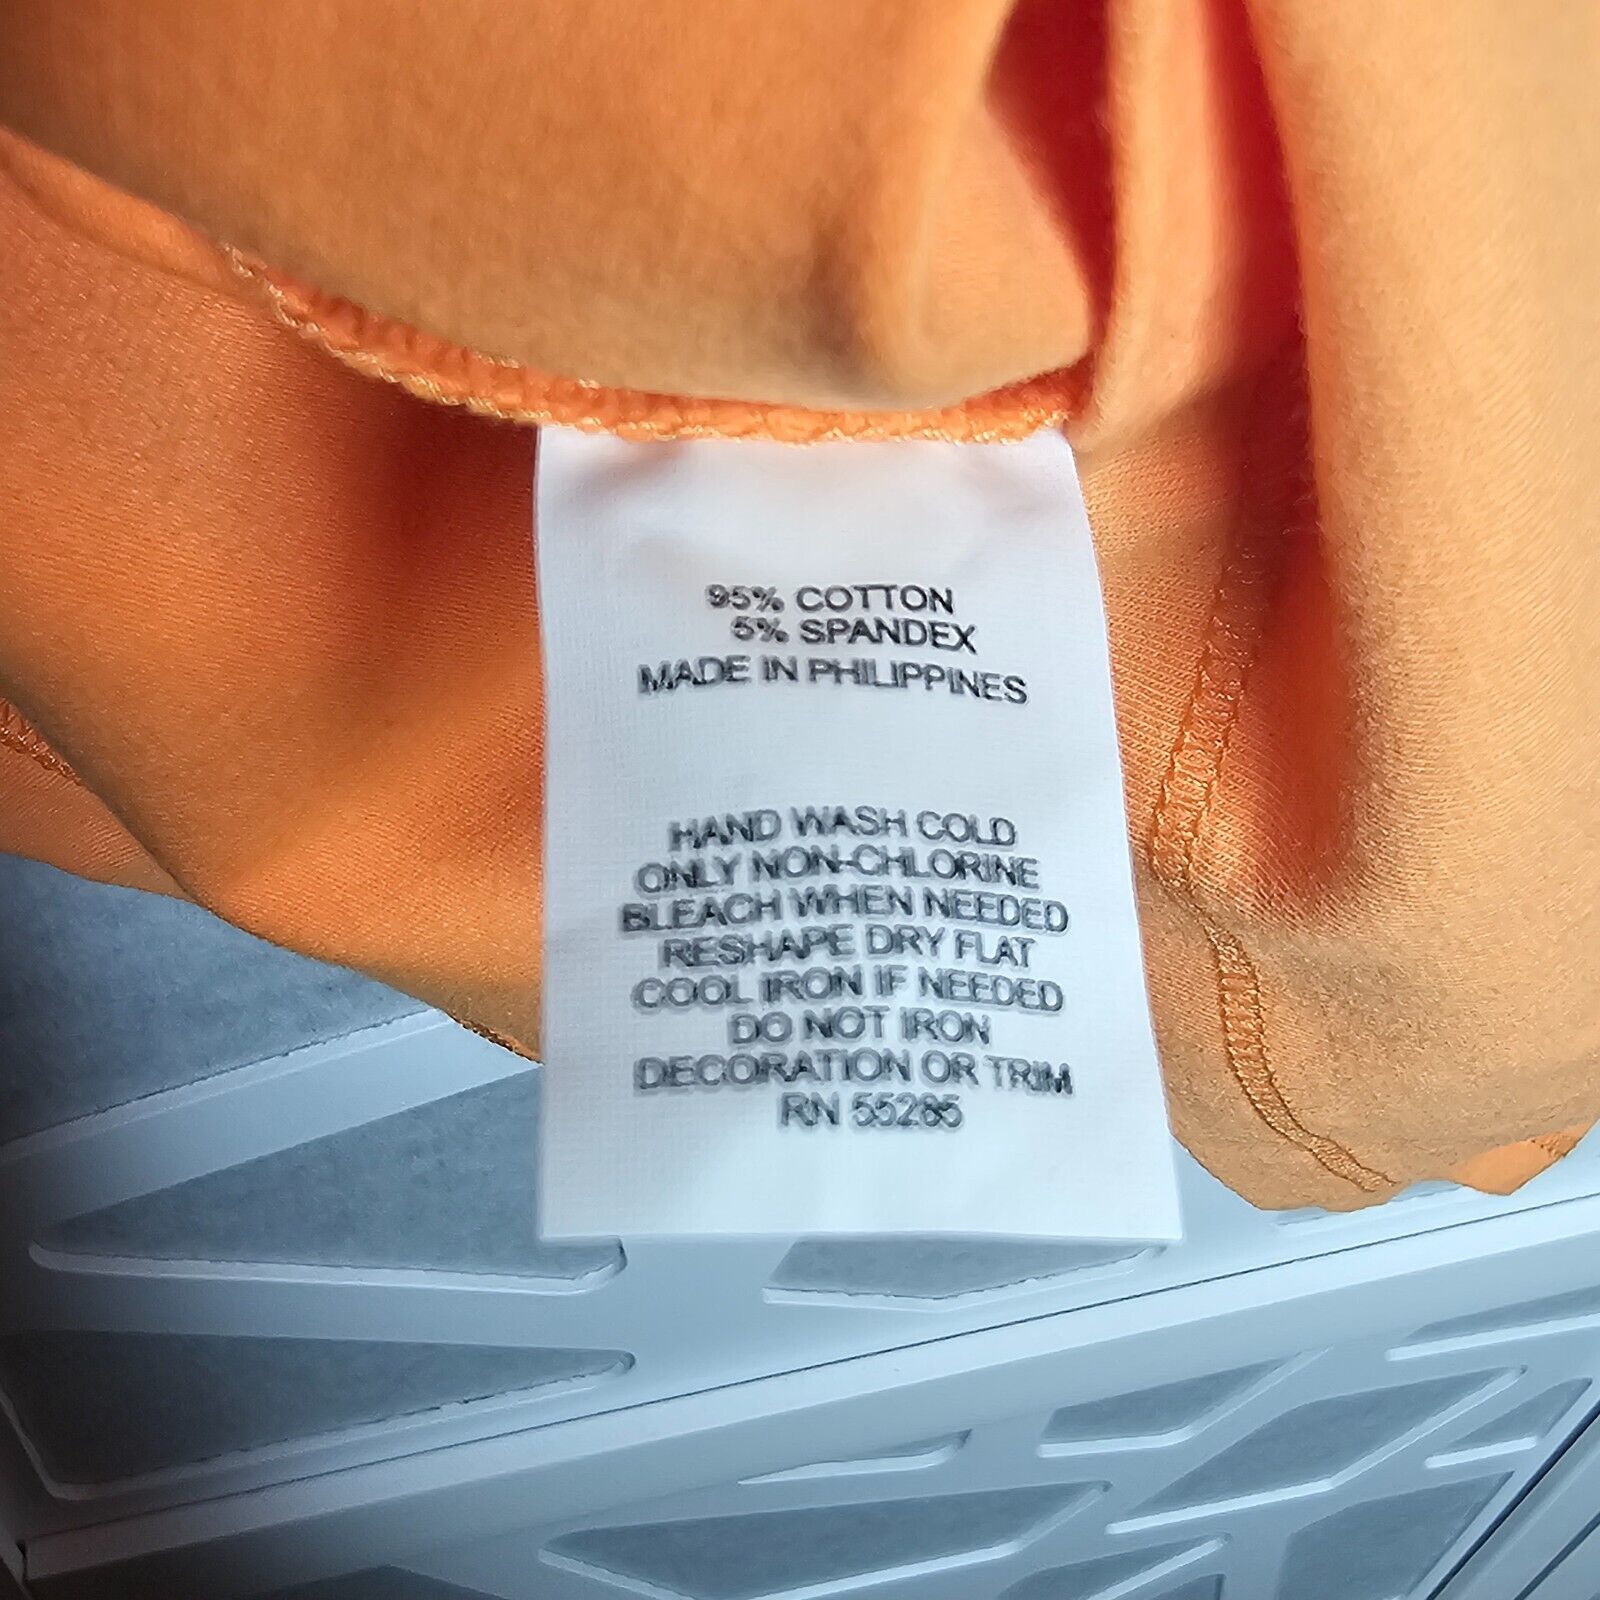 95% COTTON
5% SPANDEX
MADE IN PHILIPPINES
HAND WASH COLD
ONLY NON-CHLORINE
BLEACH WHEN NEEDED
RESHAPE DRY FLAT
COOL IRON IF NEEDED
DO NOT IRON
DECORATION OR TRIM
RN 55285